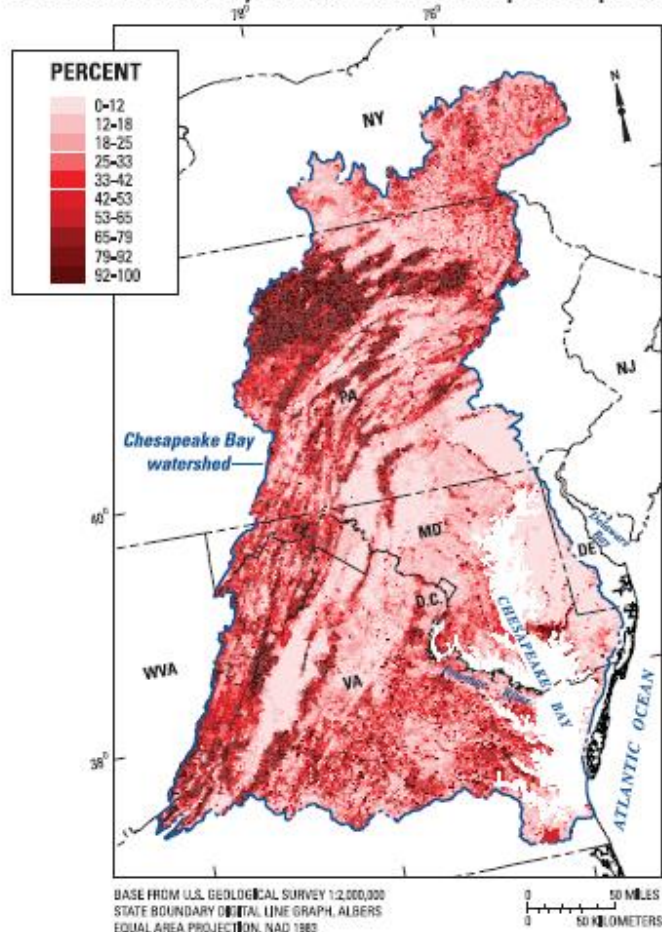 78°
76°
PERCENT
0-12
12-18
18-25
25-33
33-42
42-53
53-65
65-79
79-92
92-100
N
NY
NJ
PA
Chesapeake Bay
watershed
40°
MD
Delaware
Bay
DE
D.C.
CHESAPEAKE
BAY
WVA
VA
River
ATLANTIC OCEAN
38°
BASE FROM U.S. GEOLOGICAL SURVEY 1:2,000,000
STATE BOUNDARY DIGITAL LINE GRAPH, ALBERS
EQUAL AREA PROJECTION, NAD 1983
0 50 MILES
0 50 KILOMETERS